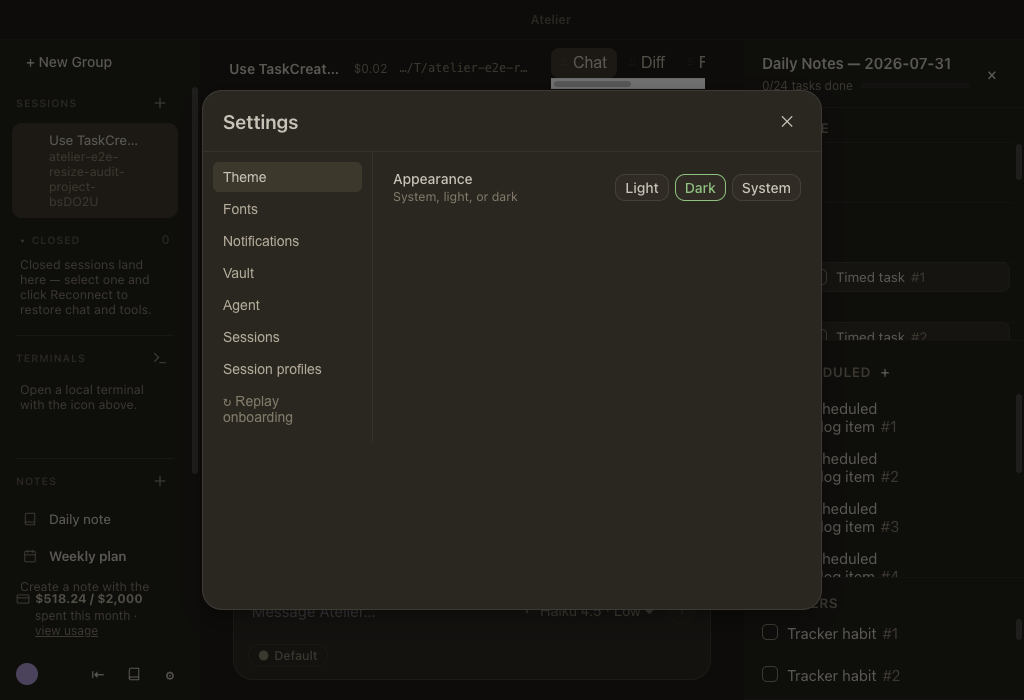 Atelier
+ New Group
SESSIONS
Use TaskCre...
atelier-e2e-
resize-audit-
project-
bsDO2U
CLOSED 0
Closed sessions land
here — select one and
click Reconnect to
restore chat and tools.
TERMINALS
Open a local terminal
with the icon above.
NOTES
Daily note
Weekly plan
Create a note with the
$518.24 / $2,000
spent this month ·
view usage
Use TaskCreat... $0.02 …/T/atelier-e2e-r…
Chat Diff F
Settings
Theme
Fonts
Notifications
Vault
Agent
Sessions
Session profiles
↻ Replay
onboarding
Appearance
System, light, or dark
Light Dark System
Message Atelier...
Haiku 4.5 · Low
Default
Daily Notes — 2026-07-31
0/24 tasks done
Timed task #1
Timed task #2
DULED +
heduled
log item #1
heduled
log item #2
heduled
log item #3
heduled
log item #4
ERS
Tracker habit #1
Tracker habit #2